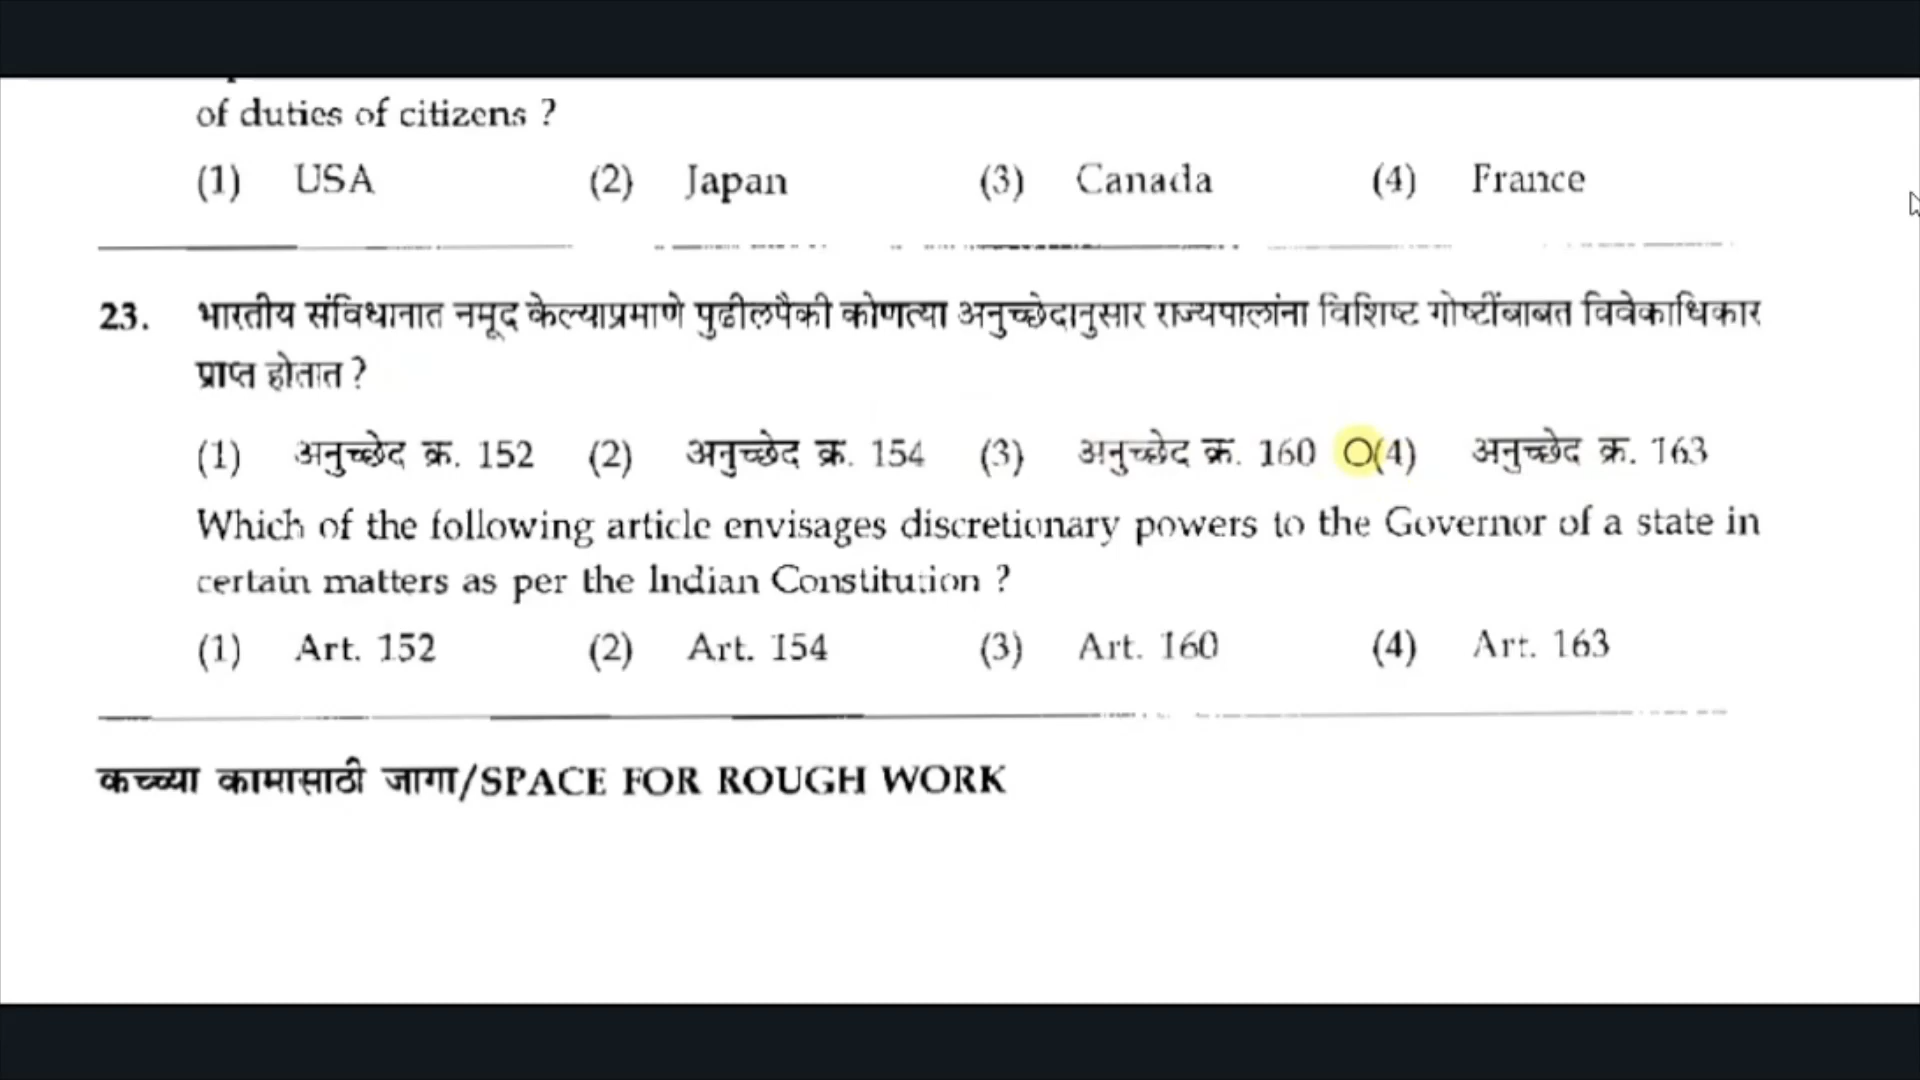 of duties of citizens ?
(1) USA (2) Japan (3) Canada (4) France
23. भारतीय संविधानात नमूद केल्याप्रमाणे पुढीलपैकी कोणत्या अनुच्छेदानुसार राज्यपालांना विशिष्ट गोष्टींबाबत विवेकाधिकार
प्राप्त होतात ?
(1) अनुच्छेद क्र. 152 (2) अनुच्छेद क्र. 154 (3) अनुच्छेद क्र. 160 (4) अनुच्छेद क्र. 163
Which of the following article envisages discretionary powers to the Governor of a state in
certain matters as per the Indian Constitution ?
(1) Art. 152 (2) Art. 154 (3) Art. 160 (4) Art. 163
कच्च्या कामासाठी जागा/SPACE FOR ROUGH WORK